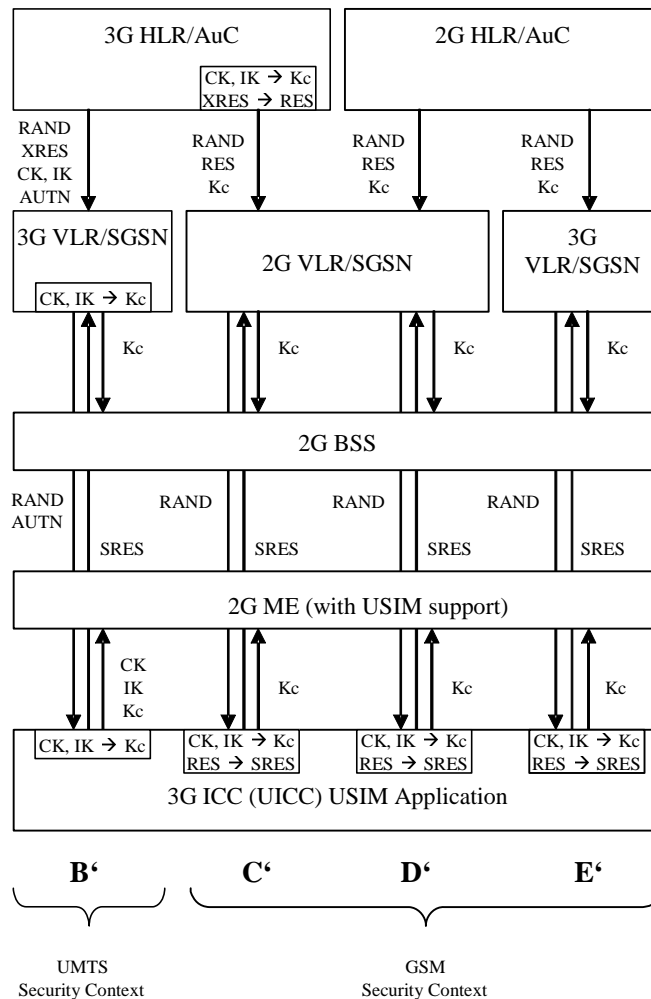 3G HLR/AuC
2G HLR/AuC
CK, IK → Kc
XRES → RES
RAND
XRES
CK, IK
AUTN
RAND
RES
Kc
RAND
RES
Kc
RAND
RES
Kc
3G VLR/SGSN
CK, IK → Kc
2G VLR/SGSN
3G
VLR/SGSN
Kc
Kc
Kc
Kc
2G BSS
RAND
AUTN
SRES
RAND
SRES
RAND
SRES
RAND
SRES
2G ME (with USIM support)
CK
IK
Kc
Kc
Kc
Kc
CK, IK → Kc
CK, IK → Kc
RES → SRES
CK, IK → Kc
RES → SRES
CK, IK → Kc
RES → SRES
3G ICC (UICC) USIM Application
B‘
C‘
D‘
E‘
UMTS
Security Context
GSM
Security Context